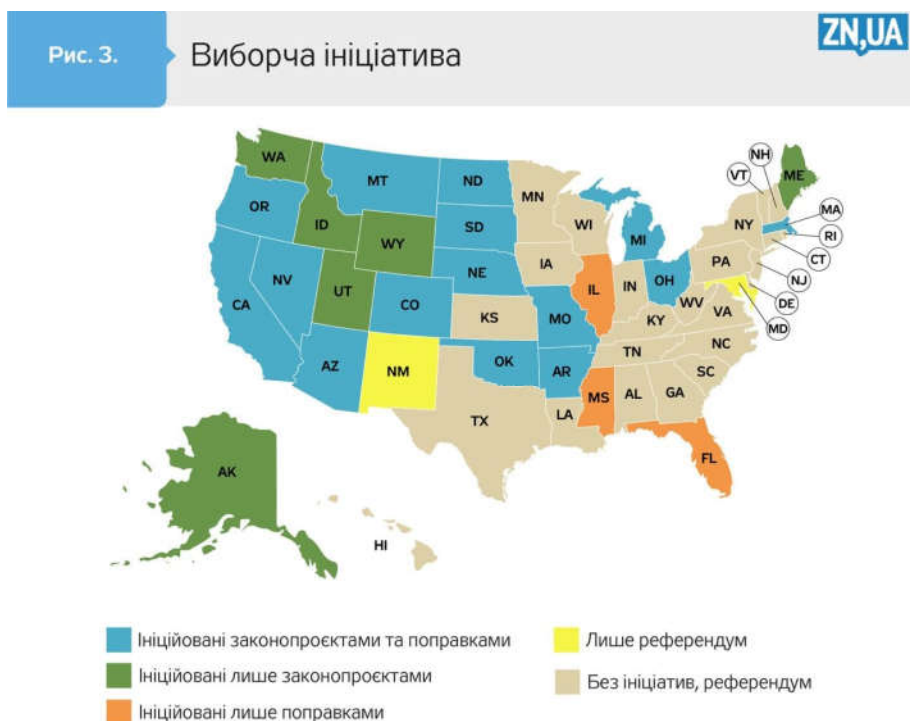 Рис. 3.
Виборча ініціатива
ZN,UA
WA
MT
ND
MN
VT
NH
ME
OR
ID
SD
WI
MI
NY
MA
RI
WY
CT
NV
NE
IA
PA
NJ
CA
UT
CO
IL
IN
OH
DE
KS
MO
WV
VA
MD
KY
AZ
NM
OK
AR
TN
NC
SC
TX
LA
MS
AL
GA
FL
AK
HI
Ініційовані законопроєктами та поправками
Ініційовані лише законопроєктами
Ініційовані лише поправками
Лише референдум
Без ініціатив, референдум